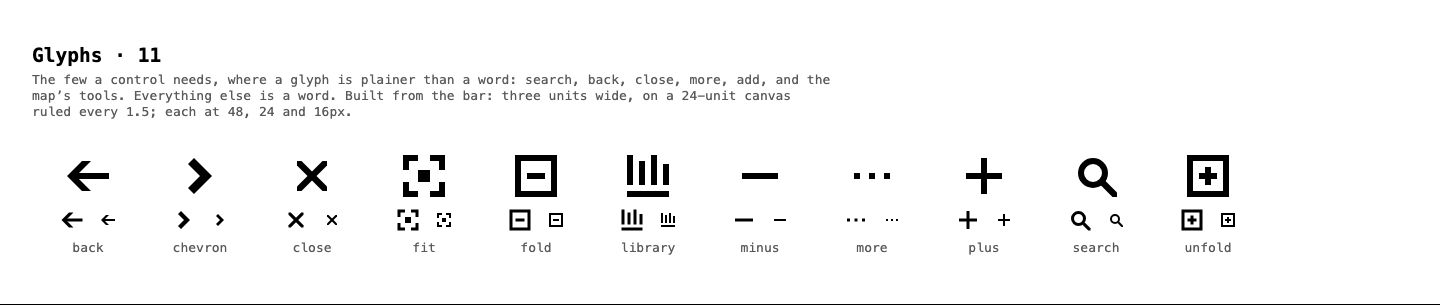 Glyphs · 11
The few a control needs, where a glyph is plainer than a word: search, back, close, more, add, and the
map’s tools. Everything else is a word. Built from the bar: three units wide, on a 24–unit canvas
ruled every 1.5; each at 48, 24 and 16px.
back chevron close fit fold library minus more plus search unfold